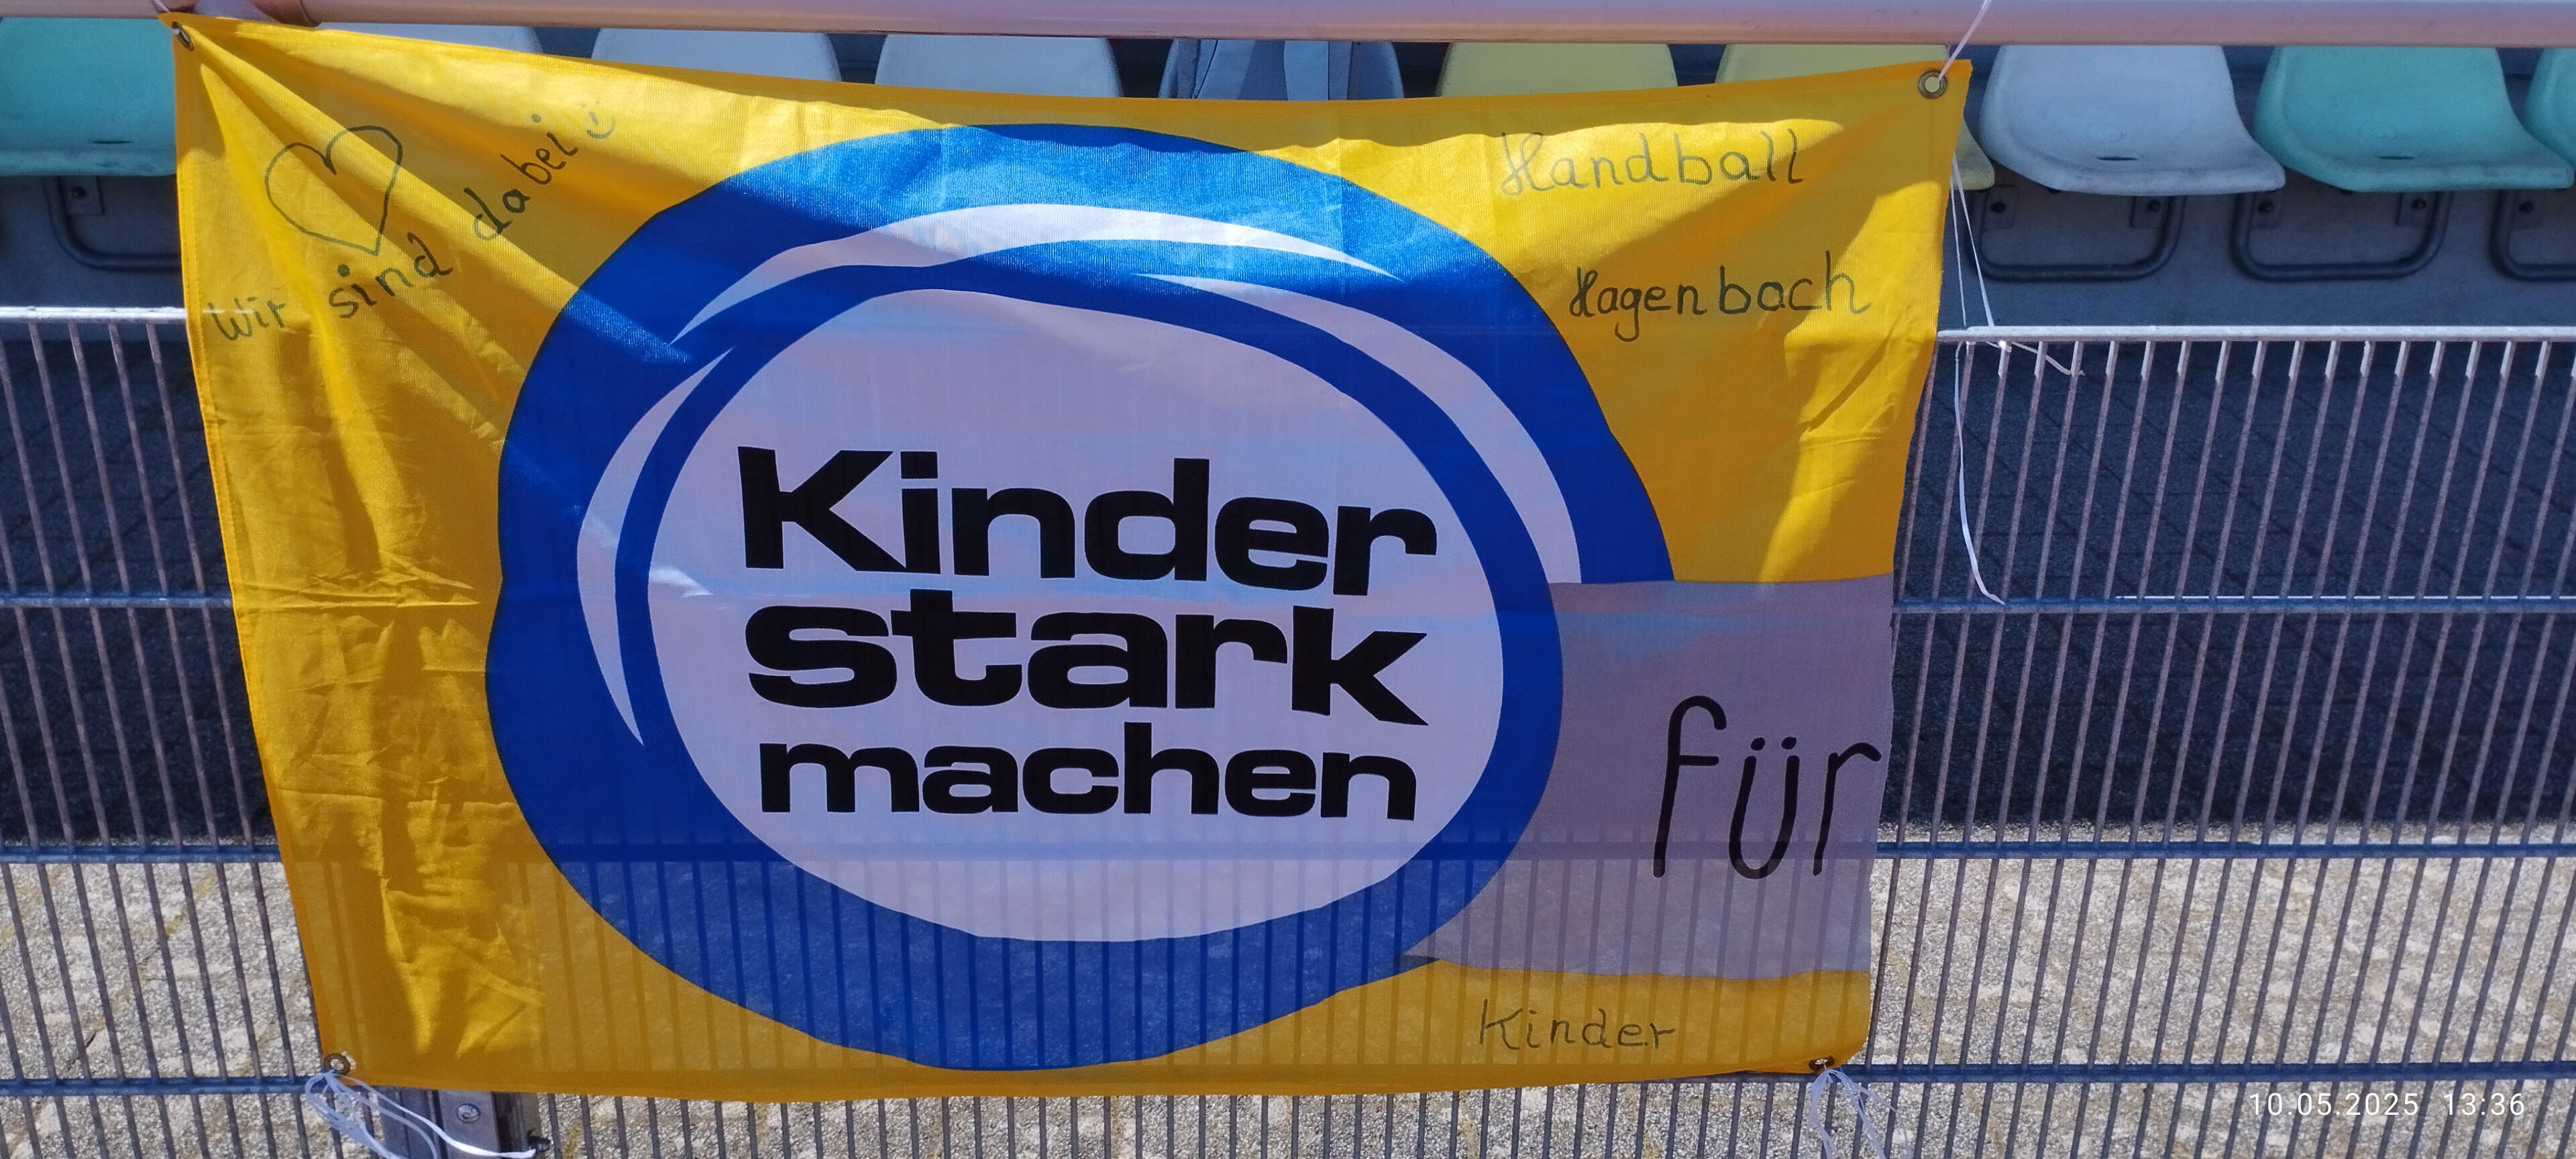 Wir sind dabei :)
Handball
Hagenbach
Kinder
stark
machen
für
Kinder
10.05.2025 13:36